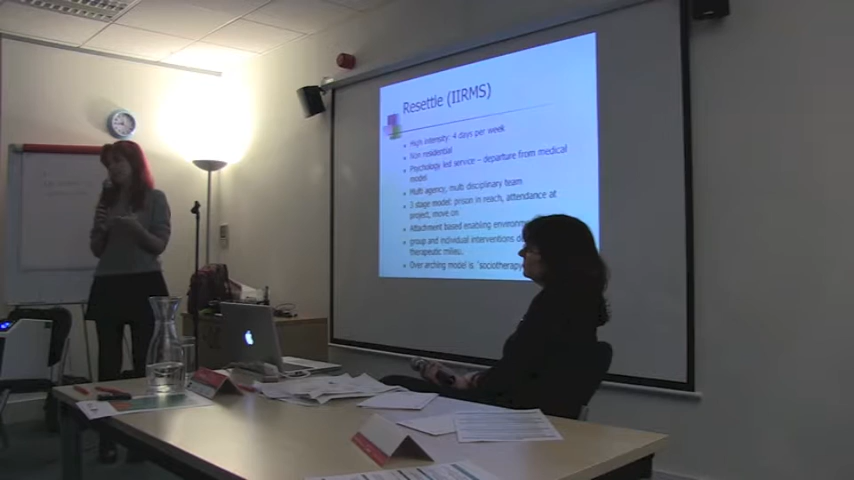 Resettle (IIRMS)
High intensity: 4 days per week
Non residential
Psychology led service – departure from medical
model
Multi agency, multi disciplinary team
3 stage model: prison in reach, attendance at
project, move on
Attachment based enabling environment
group and individual interventions
therapeutic milieu
Over arching model is 'sociotherapy